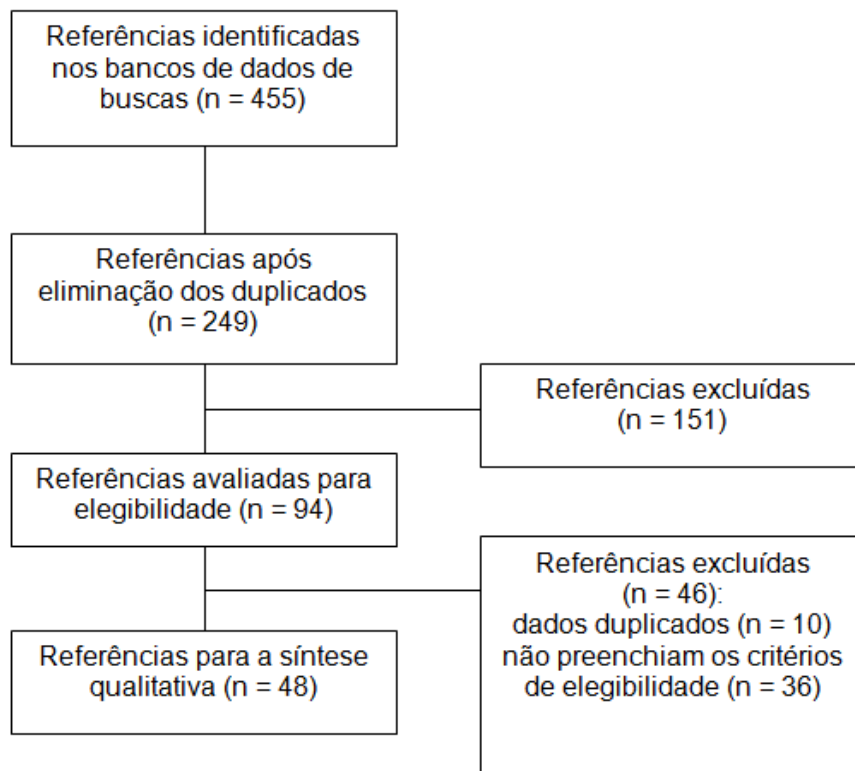 Referências identificadas
nos bancos de dados de
buscas (n = 455)
Referências após
eliminação dos duplicados
(n = 249)
Referências excluídas
(n = 151)
Referências avaliadas para
elegibilidade (n = 94)
Referências excluídas
(n = 46):
dados duplicados (n = 10)
não preenchiam os critérios
de elegibilidade (n = 36)
Referências para a síntese
qualitativa (n = 48)